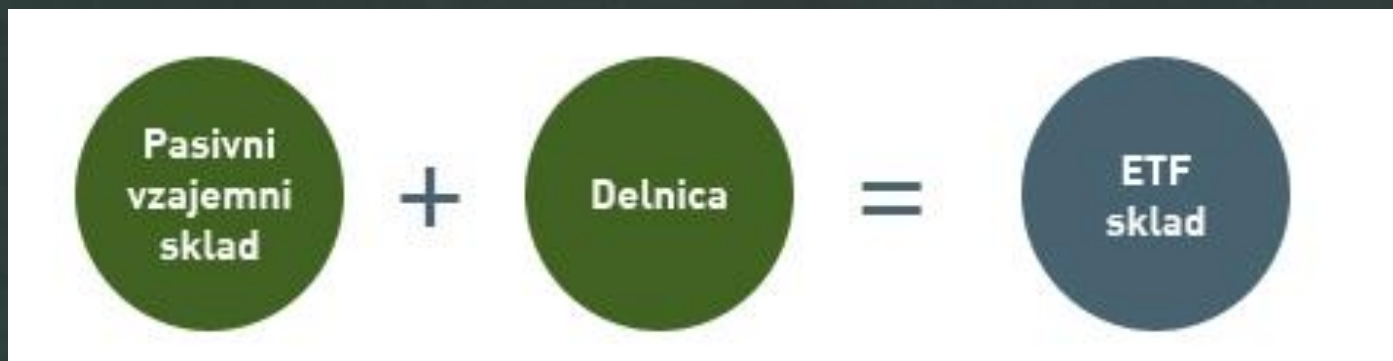 Pasivni
vzajemni
sklad
+
Delnica
=
ETF
sklad